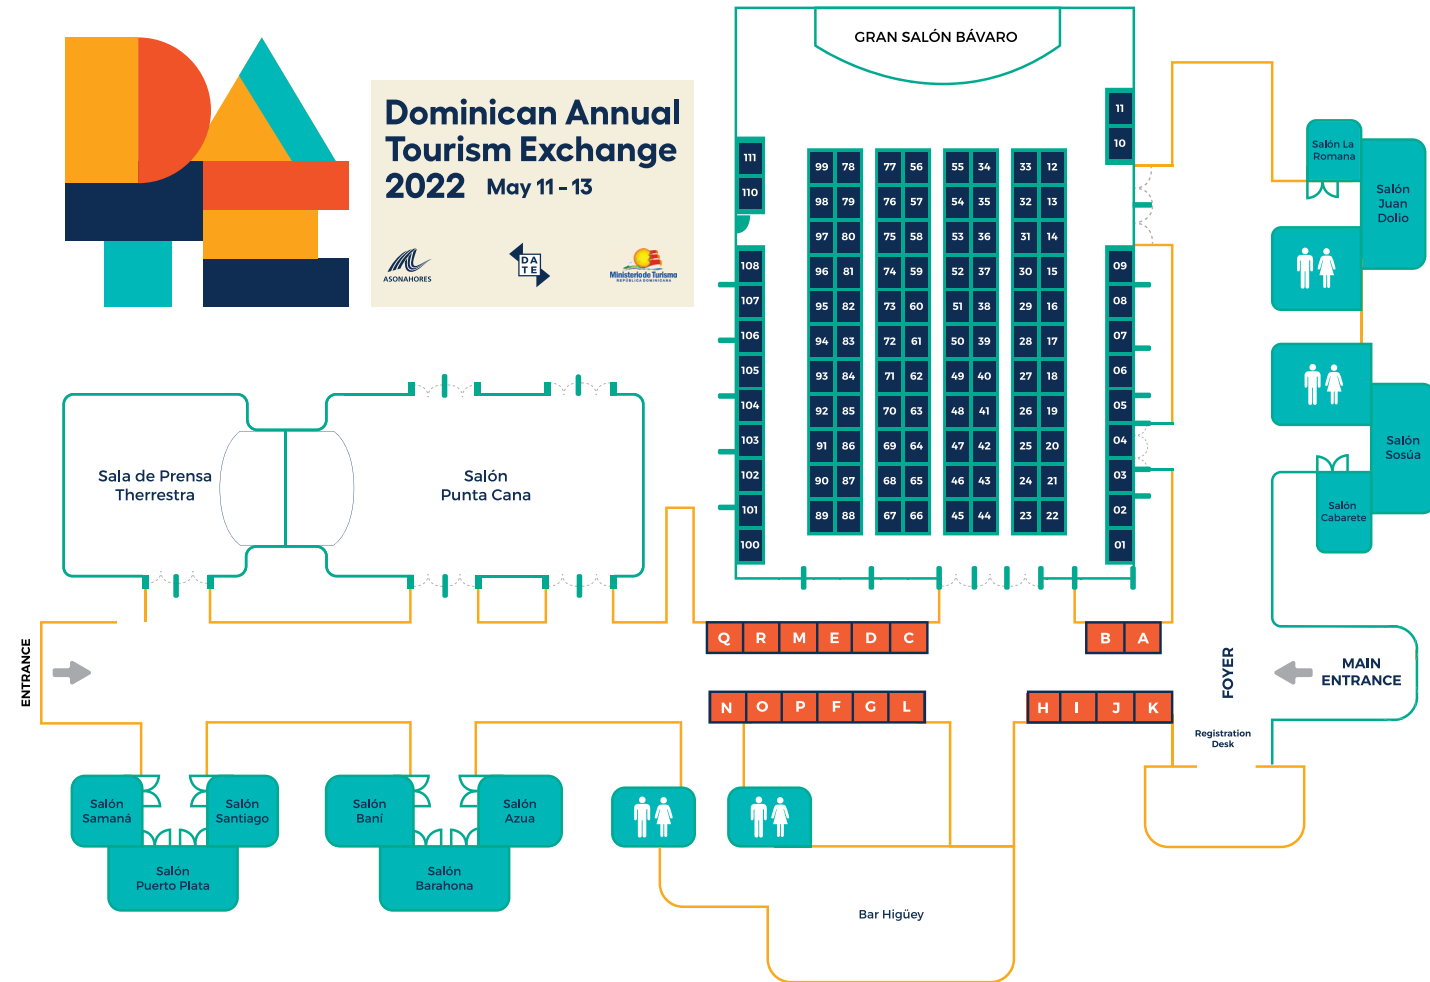 GRAN SALÓN BÁVARO
Dominican Annual
Tourism Exchange
2022 May 11 - 13
ASONAHORES
DA
TE
Ministerio de Turismo
REPÚBLICA DOMINICANA
11
10
111
110
99 78 77 56 55 34 33 12
98 79 76 57 54 35 32 13
97 80 75 58 53 36 31 14
108 96 81 74 59 52 37 30 15 09
107 95 82 73 60 51 38 29 16 08
106 94 83 72 61 50 39 28 17 07
105 93 84 71 62 49 40 27 18 06
104 92 85 70 63 48 41 26 19 05
103 91 86 69 64 47 42 25 20 04
102 90 87 68 65 46 43 24 21 03
101 89 88 67 66 45 44 23 22 02
100 01
Salón La
Romana
Salón
Juan
Dolio
Salón
Sosúa
Salón
Cabarete
Sala de Prensa
Therrestra
Salón
Punta Cana
ENTRANCE
Q R M E D C
B A
N O P F G L
H I J K
FOYER
MAIN
ENTRANCE
Registration
Desk
Salón
Samaná
Salón
Santiago
Salón
Puerto Plata
Salón
Baní
Salón
Azua
Salón
Barahona
Bar Higüey